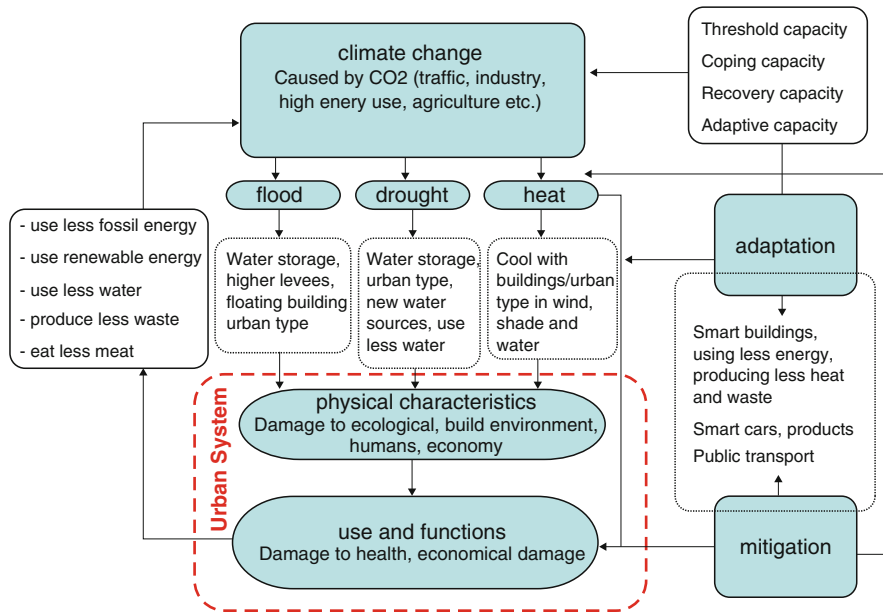 climate change
Caused by CO2 (traffic, industry,
high enery use, agriculture etc.)
Threshold capacity
Coping capacity
Recovery capacity
Adaptive capacity
flood
drought
heat
- use less fossil energy
- use renewable energy
- use less water
- produce less waste
- eat less meat
Water storage,
higher levees,
floating building
urban type
Water storage,
urban type,
new water
sources, use
less water
Cool with
buildings/urban
type in wind,
shade and
water
adaptation
Smart buildings,
using less energy,
producing less heat
and waste
Smart cars, products
Public transport
mitigation
Urban System
physical characteristics
Damage to ecological, build environment,
humans, economy
use and functions
Damage to health, economical damage